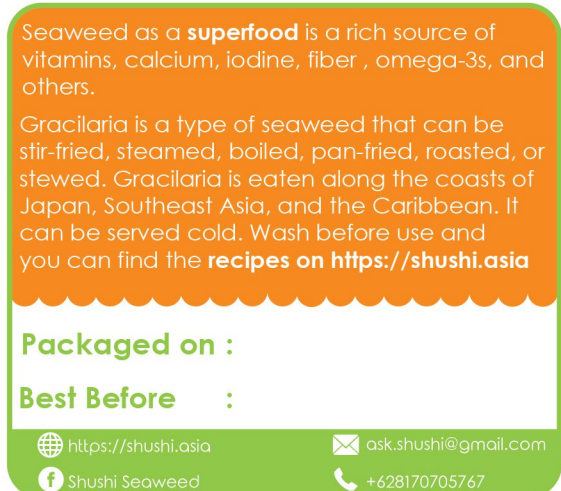 Seaweed as a superfood is a rich source of
vitamins, calcium, iodine, fiber , omega-3s, and
others.
Gracilaria is a type of seaweed that can be
stir-fried, steamed, boiled, pan-fried, roasted, or
stewed. Gracilaria is eaten along the coasts of
Japan, Southeast Asia, and the Caribbean. It
can be served cold. Wash before use and
you can find the recipes on https://shushi.asia
Packaged on :
Best Before :
https://shushi.asia
ask.shushi@gmail.com
Shushi Seaweed
+628170705767